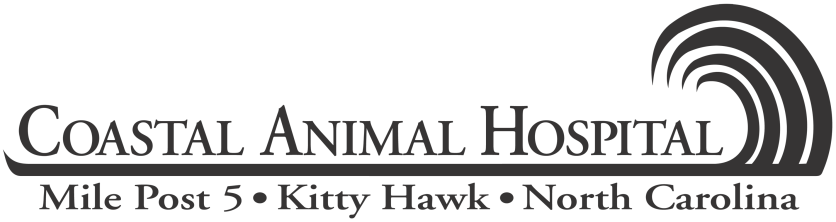 COASTAL ANIMAL HOSPITAL
Mile Post 5 • Kitty Hawk • North Carolina